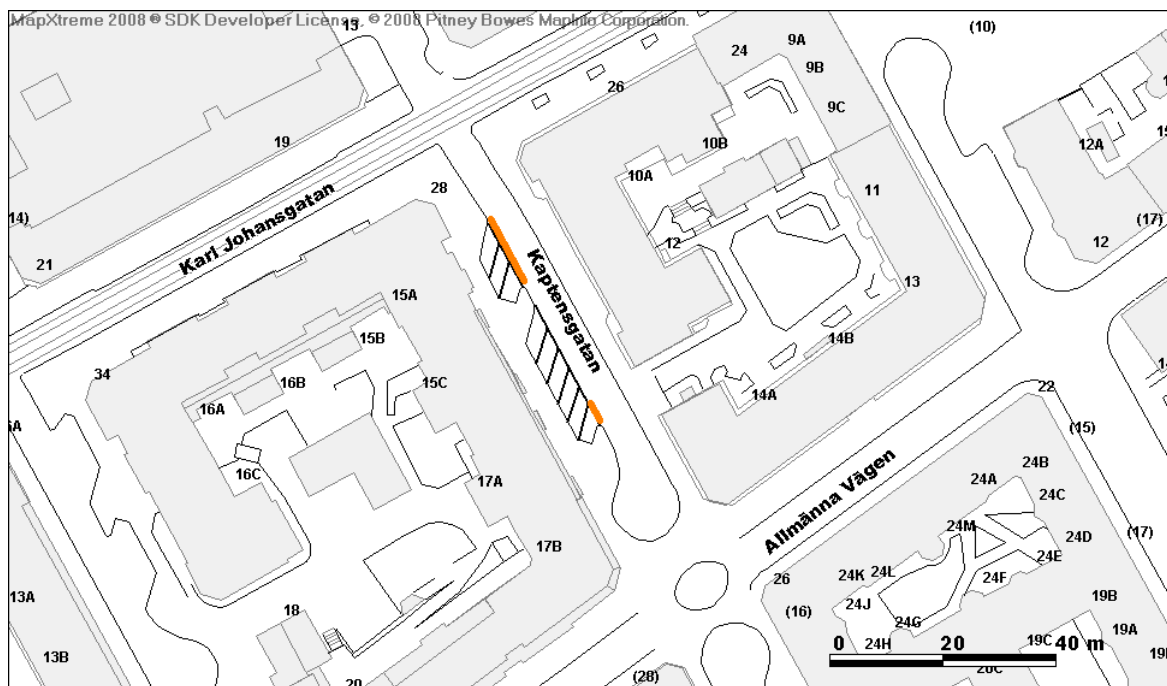 MapXtreme 2008 ® SDK Developer License, © 2008 Pitney Bowes MapInfo Corporation.
13
(10)
24
9A
9B
26
9C
19
10B
12A
10A
28
11
14)
(17)
Karl Johansgatan
12
12
21
Kaptensgatan
13
15A
15B
14B
34
16B
15C
22
14A
16A
(15)
6A
24B
16C
17A
24A
24C
Allmänna Vägen
24M
24D
17B
(17)
24E
24K
24L
26
24F
13A
19B
24J
18
(16)
24G
19A
24H
19C
0
20
40 m
13B
20
(28)